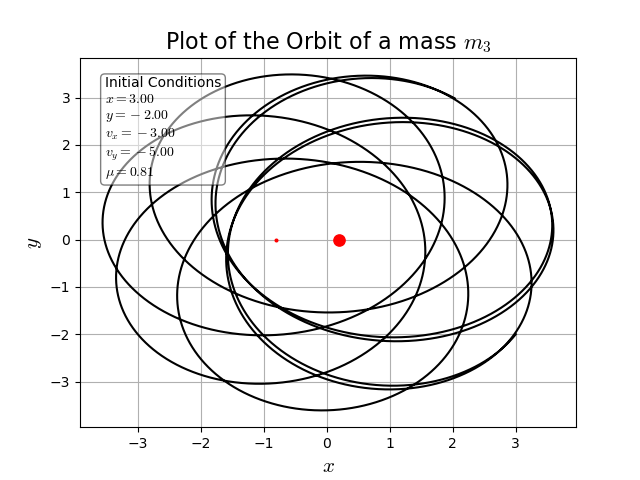 Plot of the Orbit of a mass m₃
Initial Conditions
x = 3.00
y = −2.00
vₓ = −3.00
v_y = −5.00
μ = 0.81
3
2
1
0
−1
−2
−3
y
−3 −2 −1 0 1 2 3
x